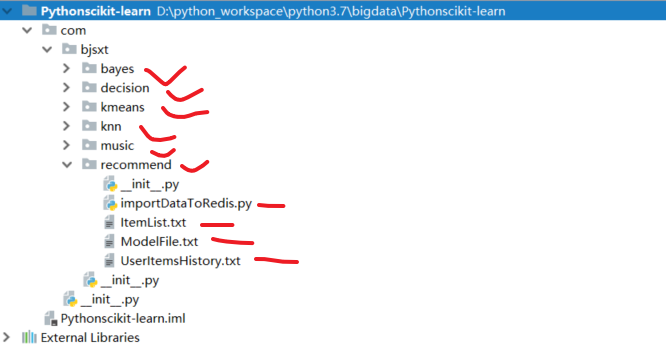 Pythonscikit-learn D:\python_workspace\python3.7\bigdata\Pythonscikit-learn
com
bjsxt
bayes
decision
kmeans
knn
music
recommend
__init__.py
importDataToRedis.py
ItemList.txt
ModelFile.txt
UserItemsHistory.txt
__init__.py
__init__.py
Pythonscikit-learn.iml
External Libraries